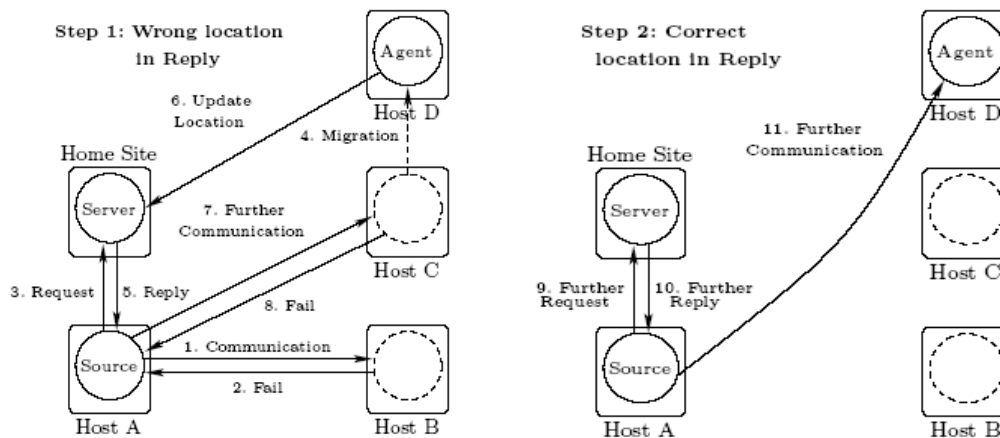 Step 1: Wrong location
in Reply
Agent
Host D
6. Update
Location
4. Migration
Home Site
Server
7. Further
Communication
Host C
3. Request
5. Reply
8. Fail
Source
1. Communication
2. Fail
Host A
Host B
Step 2: Correct
location in Reply
Agent
Host D
11. Further
Communication
Home Site
Server
Host C
9. Further
Request
10. Further
Reply
Source
Host A
Host B